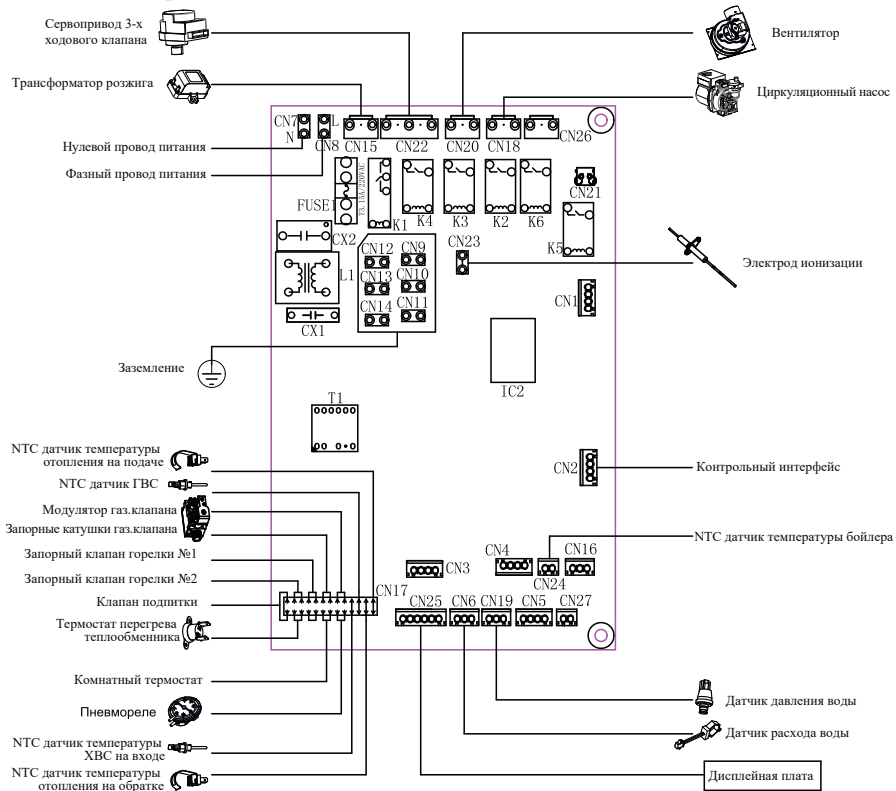 Сервопривод 3-х
ходового клапана
Вентилятор
Трансформатор розжига
Циркуляционный насос
CN7
N
L
CN8
CN15
CN22
CN20
CN18
CN26
Нулевой провод питания
Фазный провод питания
FUSE1
T3.15A/220VAC
K1
K4
K3
K2
K6
CN21
K5
CX2
L1
CX1
CN12
CN9
CN13
CN10
CN14
CN11
CN23
Электрод ионизации
CN1
Заземление
IC2
T1
NTC датчик температуры
отопления на подаче
NTC датчик ГВС
Модулятор газ.клапана
Запорные катушки газ.клапана
Запорный клапан горелки №1
Запорный клапан горелки №2
Клапан подпитки
Термостат перегрева
теплообменника
CN2
Контрольный интерфейс
NTC датчик температуры бойлера
CN3
CN4
CN24
CN16
CN17
CN25
CN6
CN19
CN5
CN27
Комнатный термостат
Пневмореле
NTC датчик температуры
ХВС на входе
NTC датчик температуры
отопления на обратке
Датчик давления воды
Датчик расхода воды
Дисплейная плата